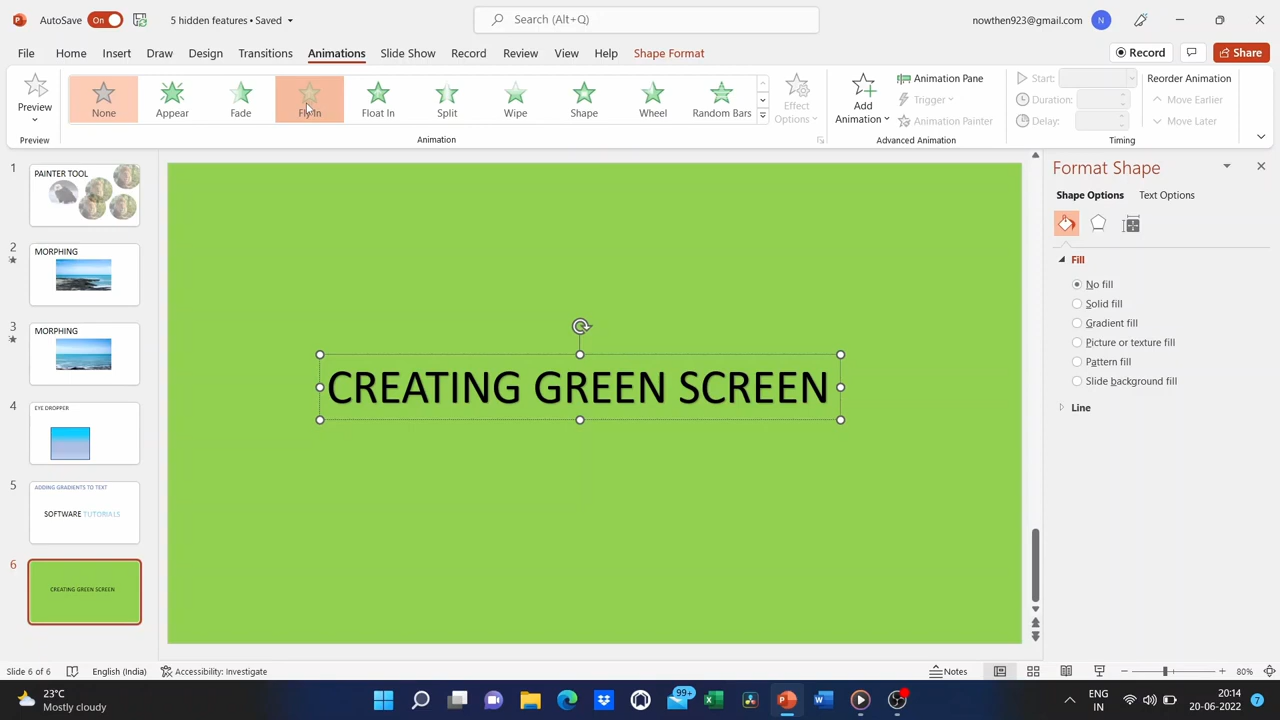 AutoSave On 5 hidden features • Saved Search (Alt+Q) nowthen923@gmail.com N
File Home Insert Draw Design Transitions Animations Slide Show Record Review View Help Shape Format Record Share
Preview
Preview
None Appear Fade Fly In Float In Split Wipe Shape Wheel Random Bars
Animation
Effect
Options
Add
Animation
Animation Pane
Trigger
Animation Painter
Advanced Animation
Start:
Duration:
Delay:
Timing
Reorder Animation
Move Earlier
Move Later
1
PAINTER TOOL
2
MORPHING
3
MORPHING
4
EYE DROPPER
5
ADDING GRADIENTS TO TEXT
SOFTWARE TUTORIALS
6
CREATING GREEN SCREEN
CREATING GREEN SCREEN
Format Shape
Shape Options Text Options
Fill
No fill
Solid fill
Gradient fill
Picture or texture fill
Pattern fill
Slide background fill
Line
Slide 6 of 6 English (India) Accessibility: Investigate Notes 80%
23°C
Mostly cloudy
99+
ENG
IN
20:14
20-06-2022
7